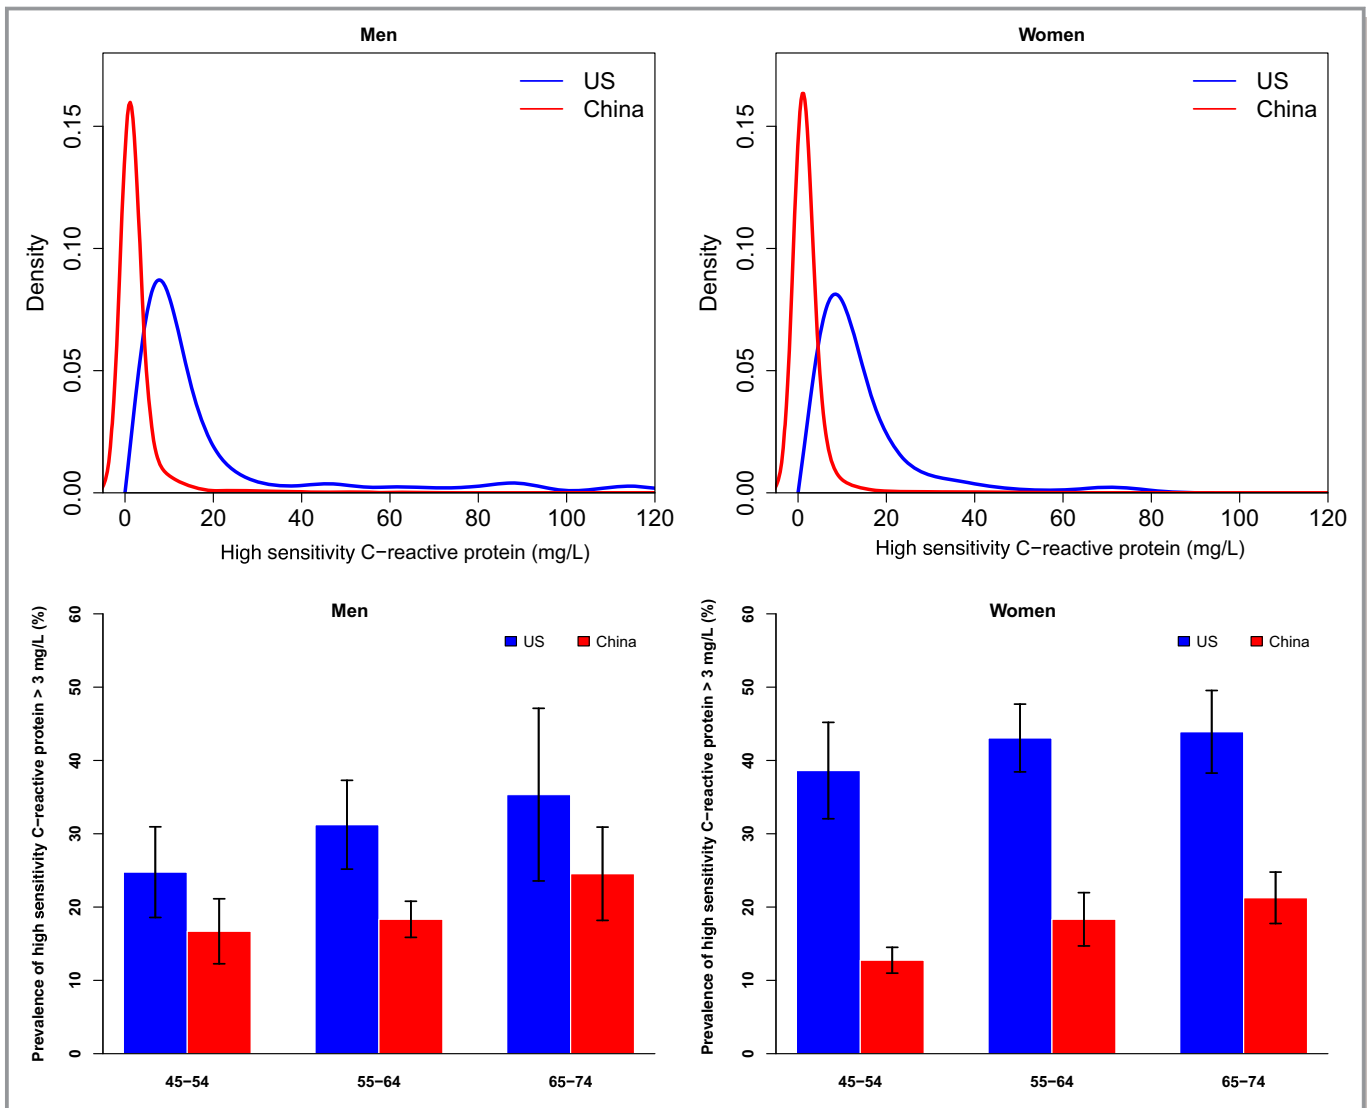 Men
US
China
0.15
0.10
0.05
0.00
Density
0 20 40 60 80 100 120
High sensitivity C−reactive protein (mg/L)
Women
US
China
0.15
0.10
0.05
0.00
Density
0 20 40 60 80 100 120
High sensitivity C−reactive protein (mg/L)
Men
US China
60
50
40
30
20
10
0
Prevalence of high sensitivity C−reactive protein > 3 mg/L (%)
45−54 55−64 65−74
Women
US China
60
50
40
30
20
10
0
Prevalence of high sensitivity C−reactive protein > 3 mg/L (%)
45−54 55−64 65−74